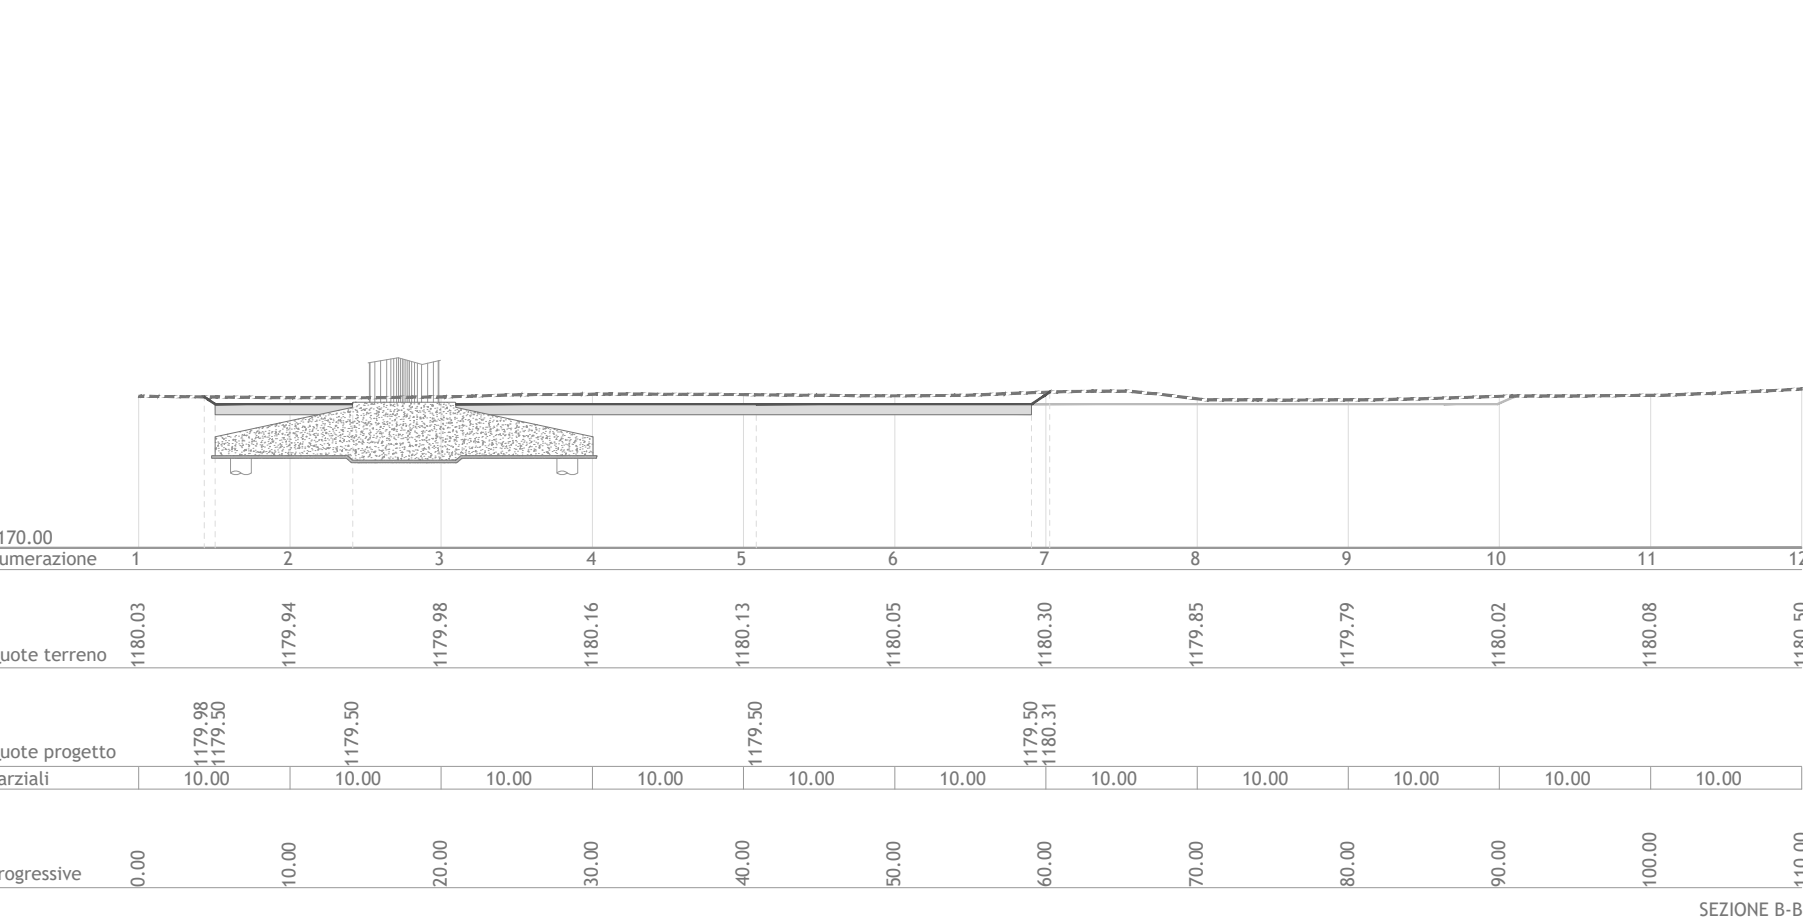 170.00
umerazione 1 2 3 4 5 6 7 8 9 10 11 12
uote terreno 1180.03 1179.94 1179.98 1180.16 1180.13 1180.05 1180.30 1179.85 1179.79 1180.02 1180.08 1180.50
uote progetto 1179.98 1179.50 1179.50 1179.50 1179.50 1180.31
arziali 10.00 10.00 10.00 10.00 10.00 10.00 10.00 10.00 10.00 10.00 10.00
rogressive 0.00 10.00 20.00 30.00 40.00 50.00 60.00 70.00 80.00 90.00 100.00 110.00
SEZIONE B-B